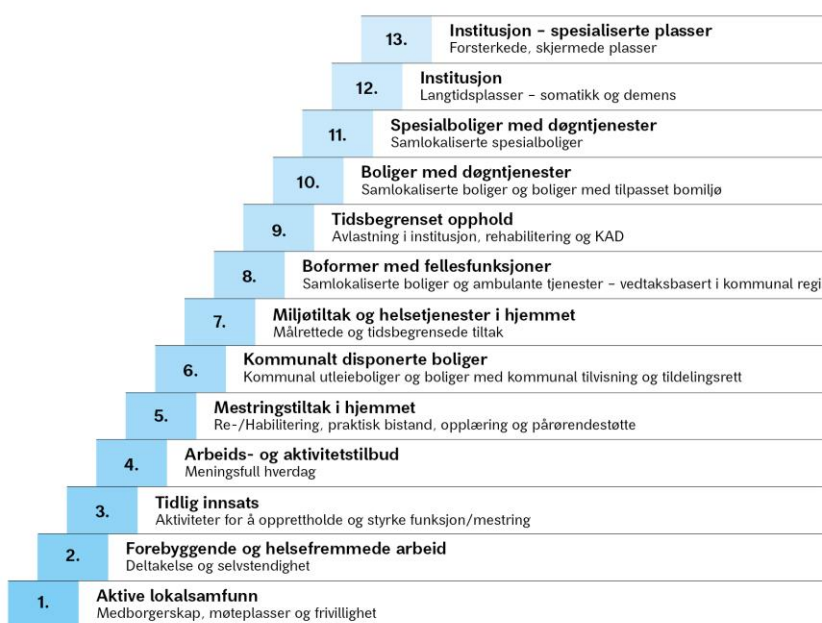 13. Institusjon – spesialiserte plasser
Forsterkede, skjermede plasser
12. Institusjon
Langtidsplasser – somatikk og demens
11. Spesialboliger med døgntjenester
Samlokaliserte spesialboliger
10. Boliger med døgntjenester
Samlokaliserte boliger og boliger med tilpasset bomiljø
9. Tidsbegrenset opphold
Avlastning i institusjon, rehabilitering og KAD
8. Boformer med fellesfunksjoner
Samlokaliserte boliger og ambulante tjenester – vedtaksbasert i kommunal regi
7. Miljøtiltak og helsetjenester i hjemmet
Målrettede og tidsbegrensede tiltak
6. Kommunalt disponerte boliger
Kommunal utleieboliger og boliger med kommunal tilvisning og tildelingsrett
5. Mestringstiltak i hjemmet
Re-/Habilitering, praktisk bistand, opplæring og pårørendestøtte
4. Arbeids- og aktivitetstilbud
Meningsfull hverdag
3. Tidlig innsats
Aktiviteter for å opprettholde og styrke funksjon/mestring
2. Forebyggende og helsefremmede arbeid
Deltakelse og selvstendighet
1. Aktive lokalsamfunn
Medborgerskap, møteplasser og frivillighet